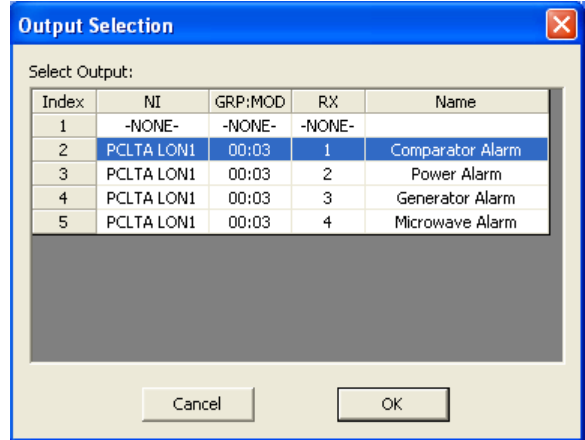 Output Selection
Select Output:
Index NI GRP:MOD RX Name
1 -NONE- -NONE- -NONE-
2 PCLTA LON1 00:03 1 Comparator Alarm
3 PCLTA LON1 00:03 2 Power Alarm
4 PCLTA LON1 00:03 3 Generator Alarm
5 PCLTA LON1 00:03 4 Microwave Alarm
Cancel OK